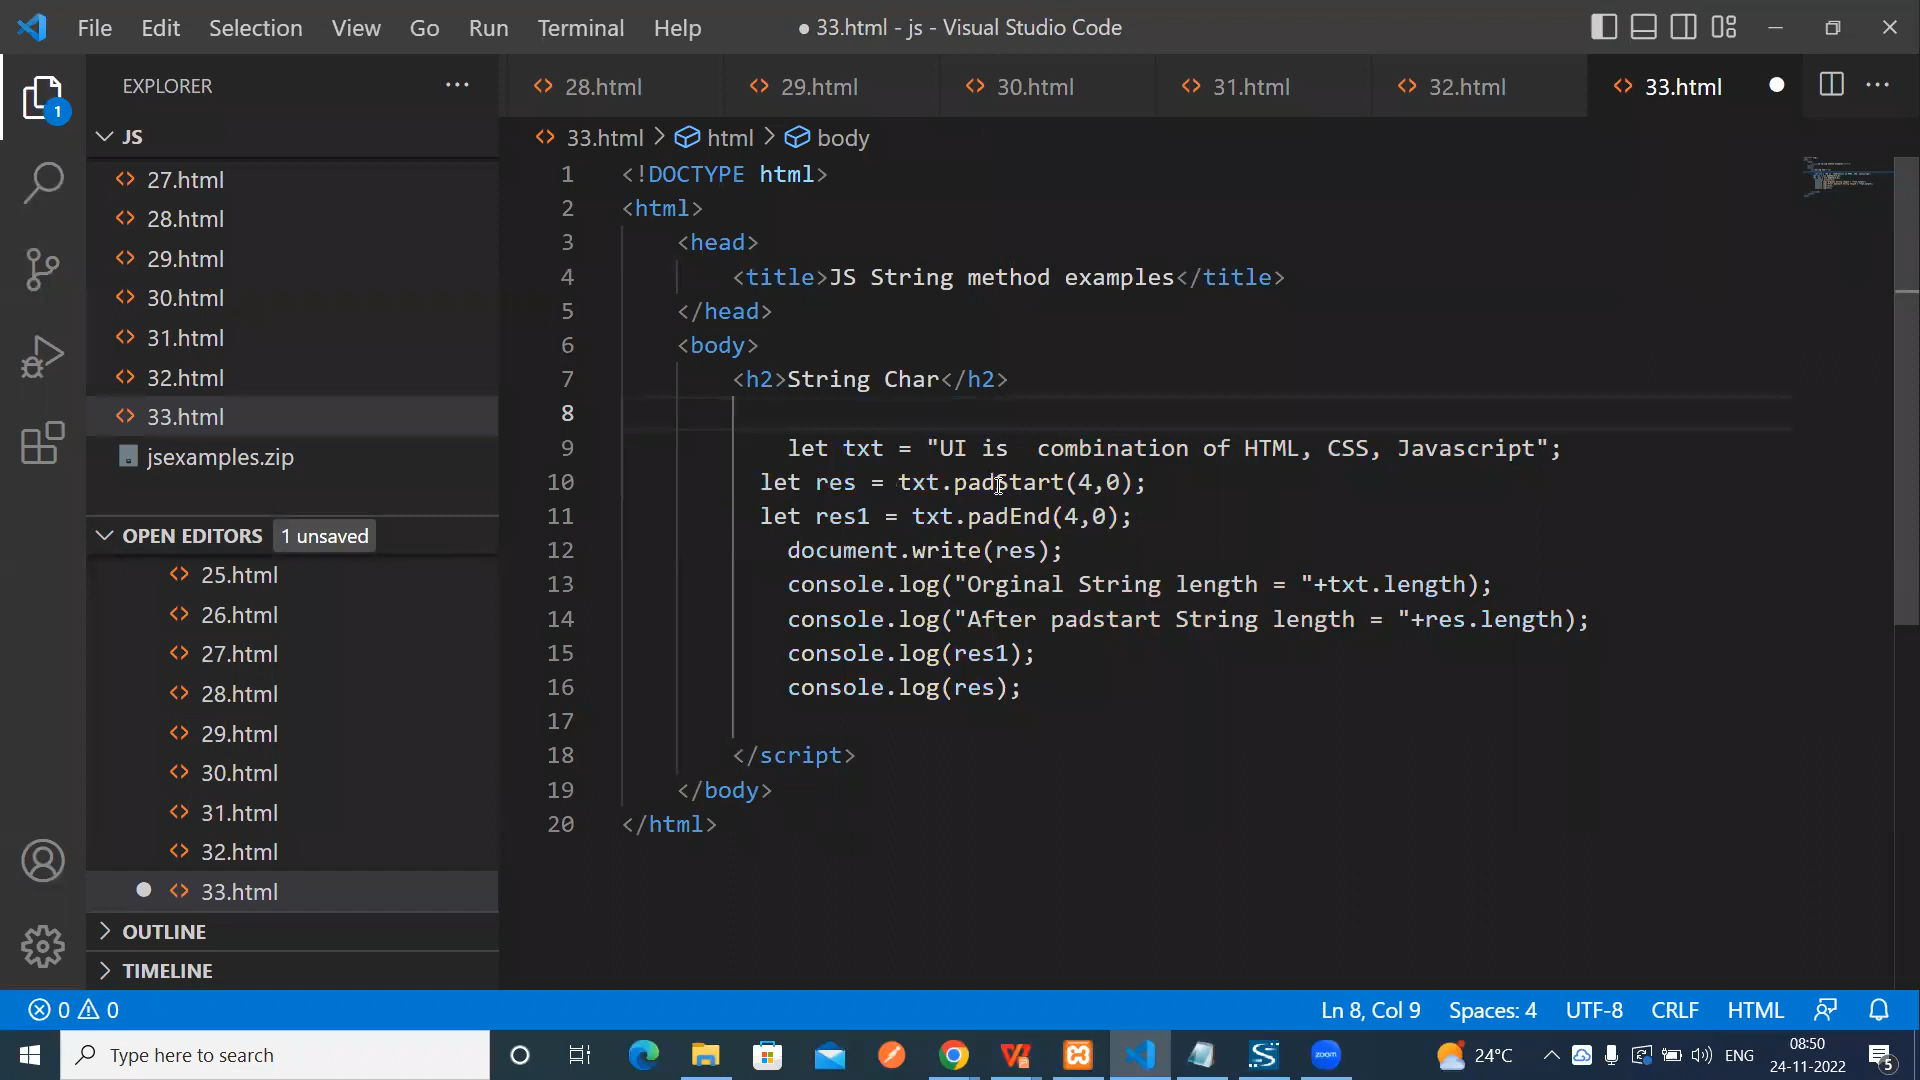 File Edit Selection View Go Run Terminal Help
● 33.html - js - Visual Studio Code
EXPLORER
1
JS
27.html
28.html
29.html
30.html
31.html
32.html
33.html
jsexamples.zip
OPEN EDITORS 1 unsaved
25.html
26.html
27.html
28.html
29.html
30.html
31.html
32.html
33.html
OUTLINE
TIMELINE
28.html 29.html 30.html 31.html 32.html 33.html
33.html > html > body
1 <!DOCTYPE html>
2 <html>
3 <head>
4 <title>JS String method examples</title>
5 </head>
6 <body>
7 <h2>String Char</h2>
8
9 let txt = "UI is  combination of HTML, CSS, Javascript";
10 let res = txt.padStart(4,0);
11 let res1 = txt.padEnd(4,0);
12 document.write(res);
13 console.log("Orginal String length = "+txt.length);
14 console.log("After padstart String length = "+res.length);
15 console.log(res1);
16 console.log(res);
17
18 </script>
19 </body>
20 </html>
0 0
Ln 8, Col 9 Spaces: 4 UTF-8 CRLF HTML
Type here to search
zoom
24°C
ENG
08:50
24-11-2022
5